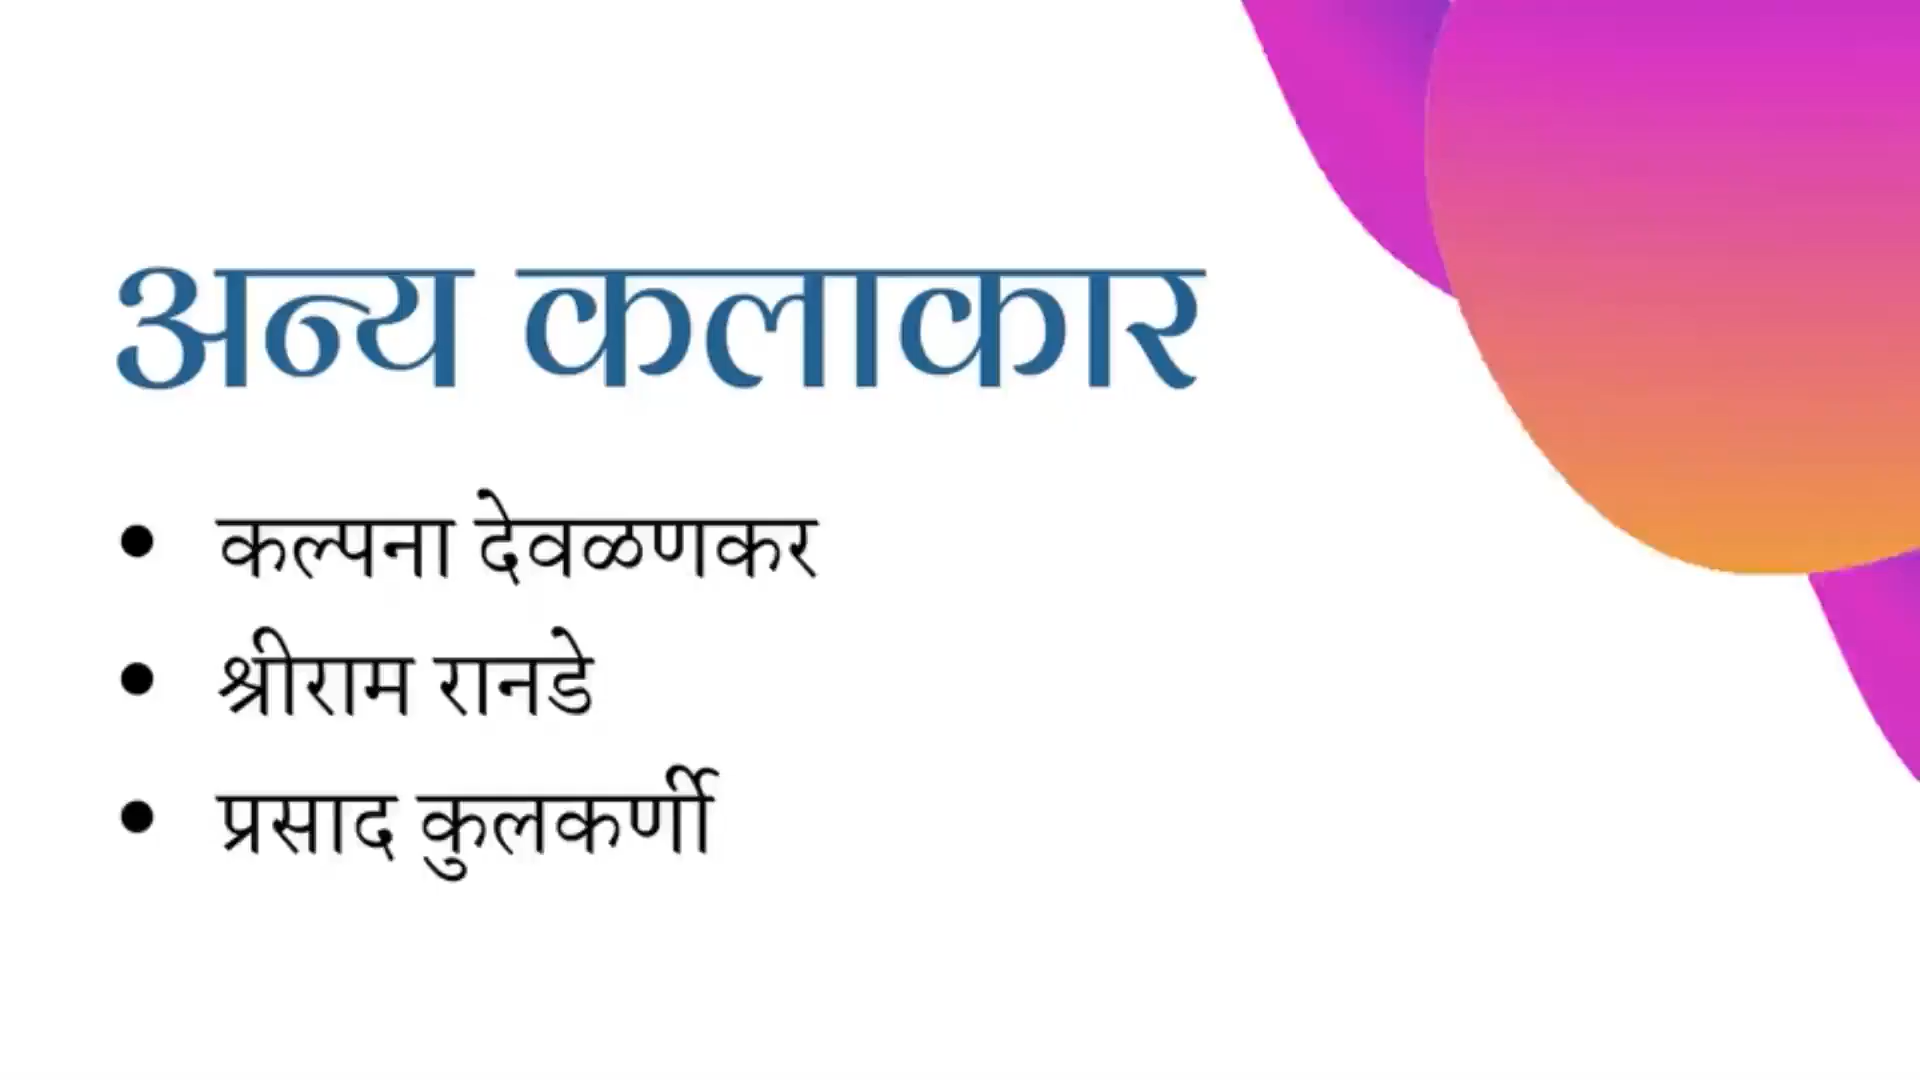 अन्य कलाकार
• कल्पना देवळणकर
• श्रीराम रानडे
• प्रसाद कुलकर्णी